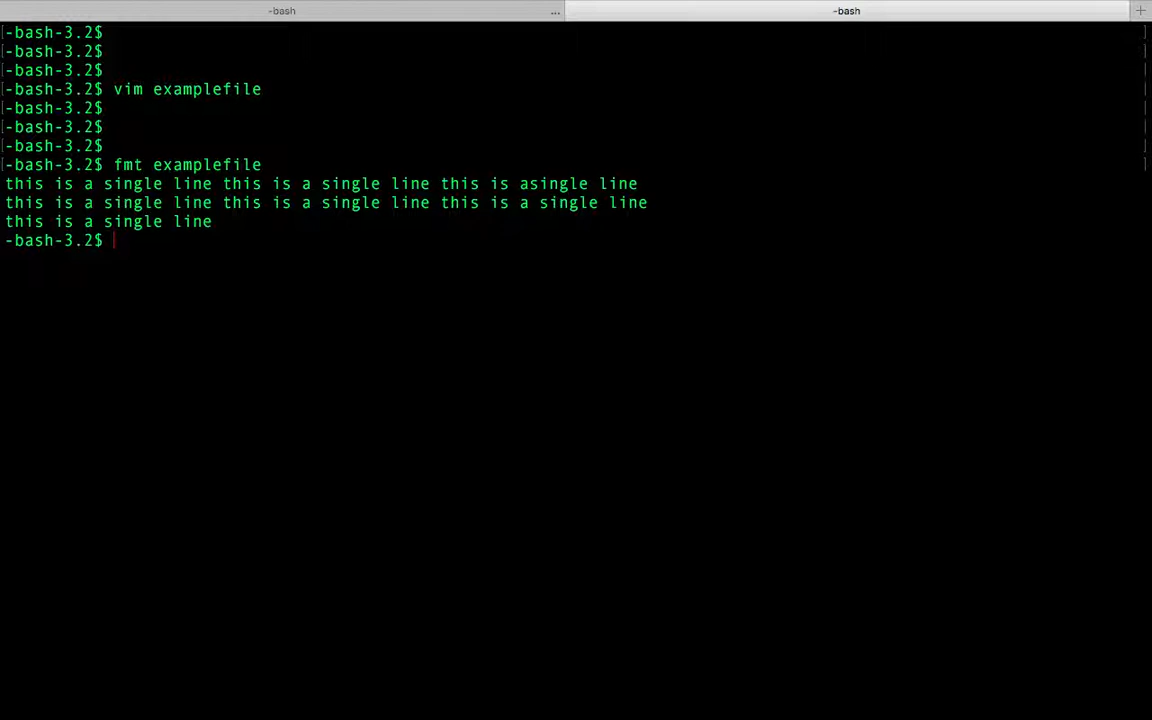 -bash
...
-bash
+
[-bash-3.2$ ]
[-bash-3.2$ ]
[-bash-3.2$ ]
[-bash-3.2$ vim examplefile ]
[-bash-3.2$ ]
[-bash-3.2$ ]
[-bash-3.2$ ]
[-bash-3.2$ fmt examplefile ]
this is a single line this is a single line this is asingle line
this is a single line this is a single line this is a single line
this is a single line
-bash-3.2$